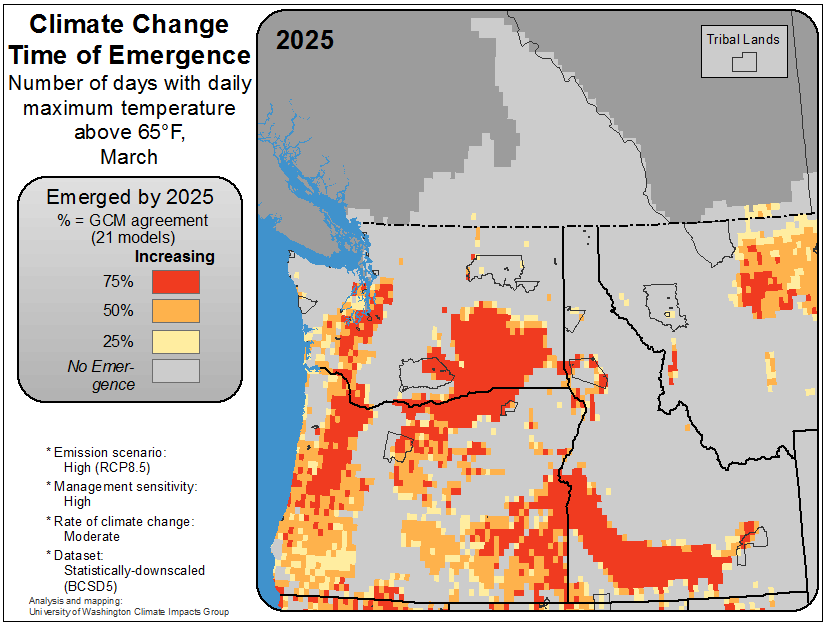 Climate Change
Time of Emergence
Number of days with daily
maximum temperature
above 65°F,
March
Emerged by 2025
% = GCM agreement
(21 models)
Increasing
75%
50%
25%
No Emer-
gence
* Emission scenario:
High (RCP8.5)
* Management sensitivity:
High
* Rate of climate change:
Moderate
* Dataset:
Statistically-downscaled
(BCSD5)
Analysis and mapping:
University of Washington Climate Impacts Group
2025
Tribal Lands